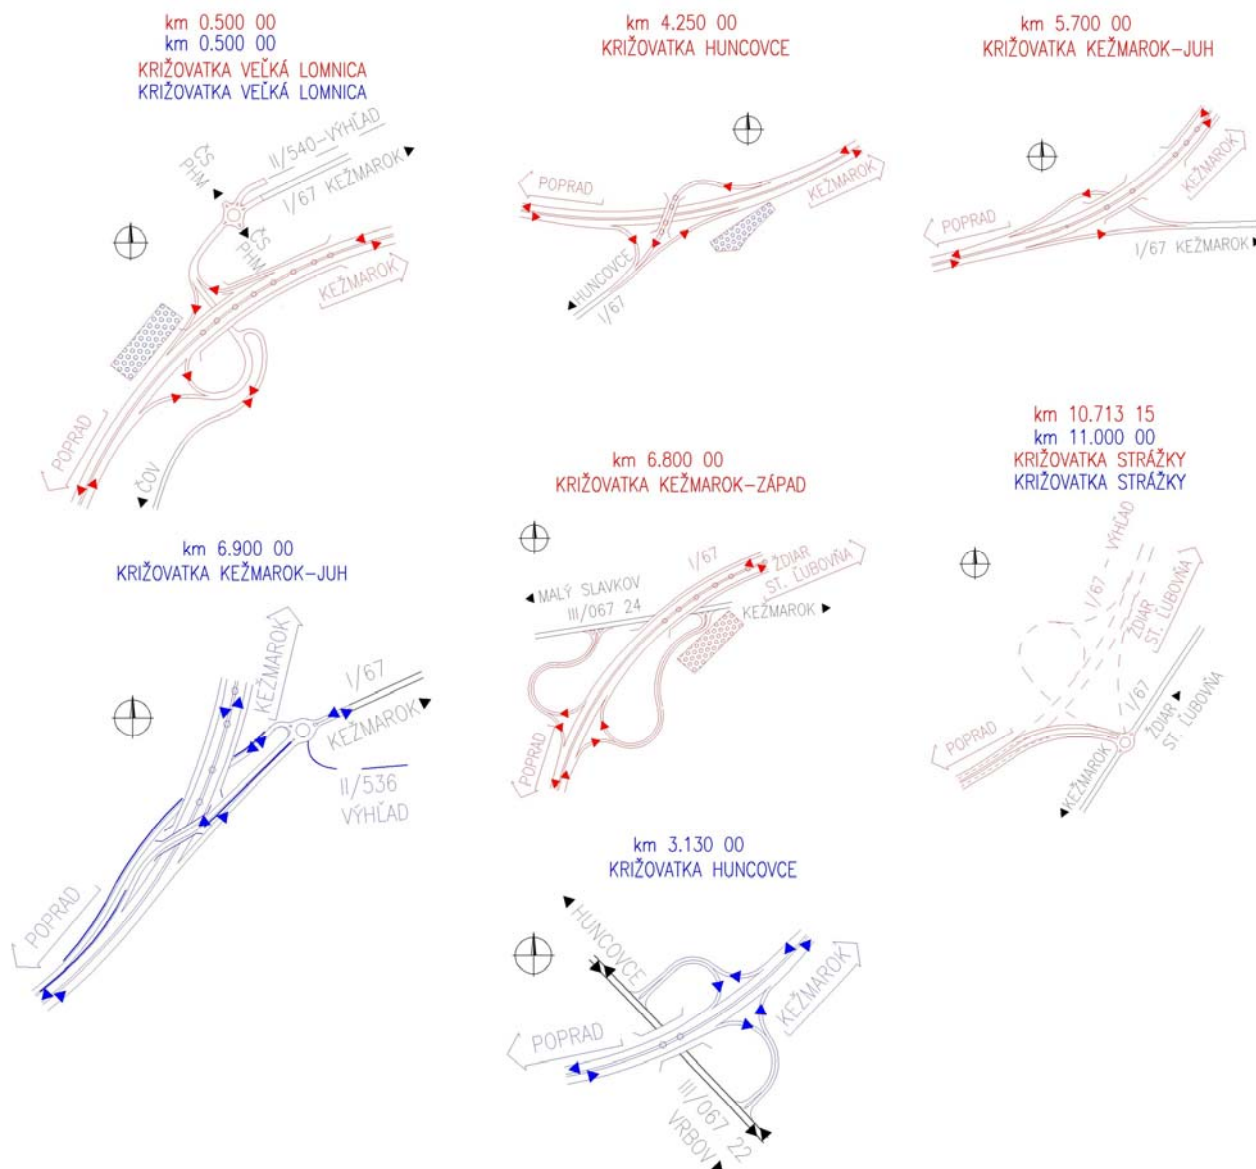 km 0.500 00
km 0.500 00
KRIŽOVATKA VEĽKÁ LOMNICA
KRIŽOVATKA VEĽKÁ LOMNICA
ČS
PHM
II/540-VÝHĽAD
I/67 KEŽMAROK
ČS
PHM
KEŽMAROK
POPRAD
ČOV
km 4.250 00
KRIŽOVATKA HUNCOVCE
POPRAD
KEŽMAROK
HUNCOVCE
I/67
km 5.700 00
KRIŽOVATKA KEŽMAROK-JUH
POPRAD
KEŽMAROK
I/67 KEŽMAROK
km 6.900 00
KRIŽOVATKA KEŽMAROK-JUH
KEŽMAROK
I/67
KEŽMAROK
II/536
VÝHĽAD
POPRAD
km 6.800 00
KRIŽOVATKA KEŽMAROK-ZÁPAD
I/67
ŽDIAR
ST. ĽUBOVŇA
MALÝ SLAVKOV
III/067 24
KEŽMAROK
POPRAD
km 10.713 15
km 11.000 00
KRIŽOVATKA STRÁŽKY
KRIŽOVATKA STRÁŽKY
I/67 VÝHĽAD
ŽDIAR
ST. ĽUBOVŇA
POPRAD
I/67
ŽDIAR
ST. ĽUBOVŇA
KEŽMAROK
km 3.130 00
KRIŽOVATKA HUNCOVCE
HUNCOVCE
POPRAD
KEŽMAROK
III/067 22
VRBOV